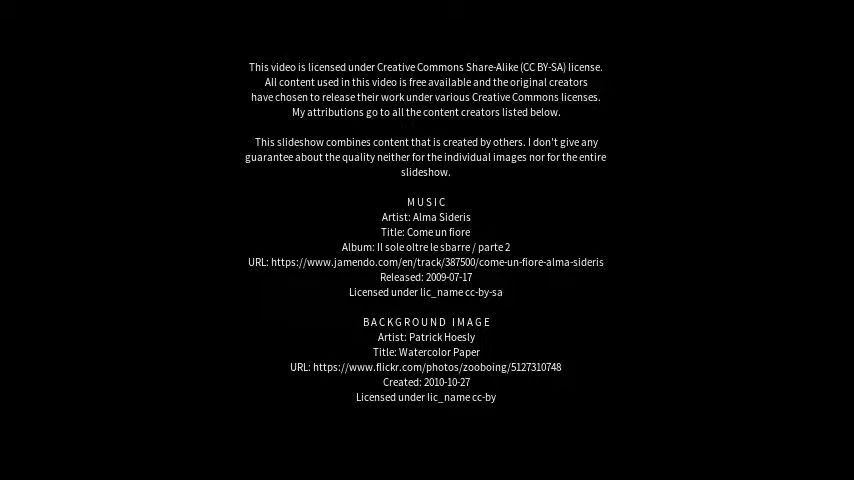 This video is licensed under Creative Commons Share-Alike (CC BY-SA) license.
All content used in this video is free available and the original creators
have chosen to release their work under various Creative Commons licenses.
My attributions go to all the content creators listed below.
This slideshow combines content that is created by others. I don't give any
guarantee about the quality neither for the individual images nor for the entire
slideshow.
MUSIC
Artist: Alma Sideris
Title: Come un fiore
Album: Il sole oltre le sbarre / parte 2
URL: https://www.jamendo.com/en/track/387500/come-un-fiore-alma-sideris
Released: 2009-07-17
Licensed under lic_name cc-by-sa
BACKGROUND IMAGE
Artist: Patrick Hoesly
Title: Watercolor Paper
URL: https://www.flickr.com/photos/zooboing/5127310748
Created: 2010-10-27
Licensed under lic_name cc-by